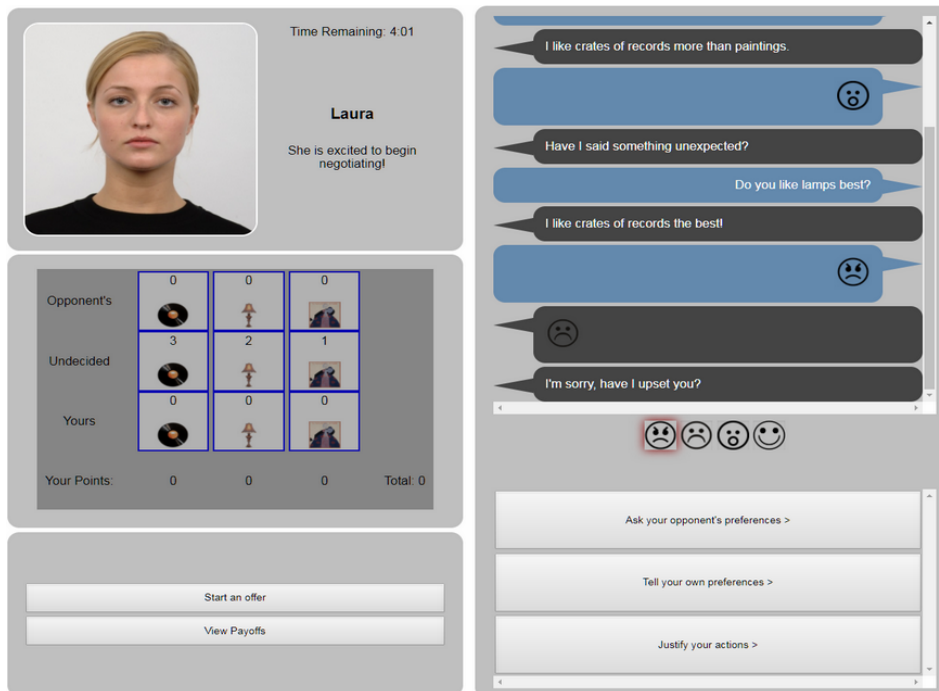 Time Remaining: 4:01
Laura
She is excited to begin
negotiating!
Opponent's
0
0
0
Undecided
3
2
1
Yours
0
0
0
Your Points:
0
0
0
Total: 0
Start an offer
View Payoffs
I like crates of records more than paintings.
Have I said something unexpected?
Do you like lamps best?
I like crates of records the best!
I'm sorry, have I upset you?
Ask your opponent's preferences >
Tell your own preferences >
Justify your actions >